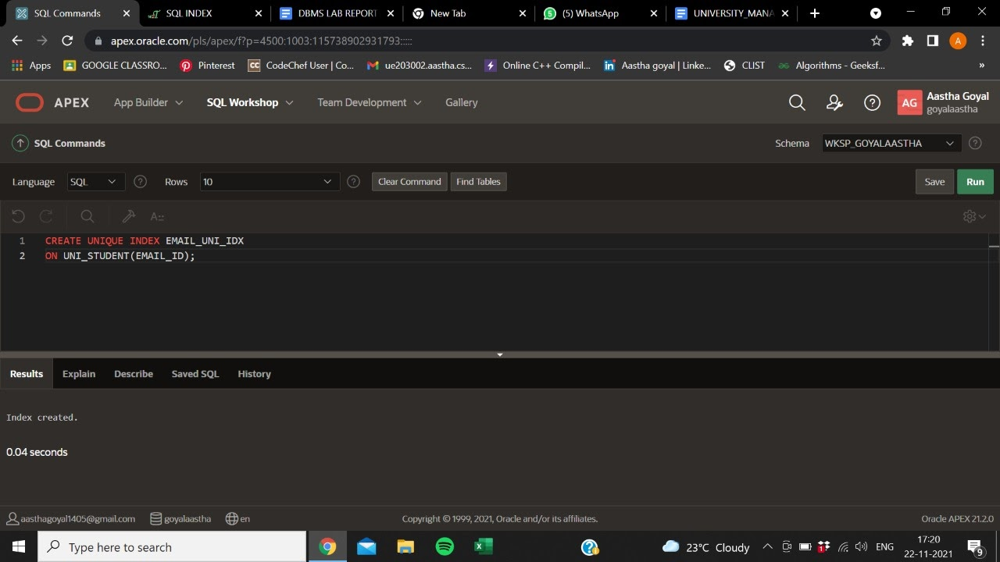 SQL Commands
SQL INDEX
DBMS LAB REPORT
New Tab
(5) WhatsApp
UNIVERSITY_MANA
apex.oracle.com/pls/apex/f?p=4500:1003:115738902931793:::::
A
Apps
GOOGLE CLASSRO...
Pinterest
CC
CodeChef User | Co...
ue203002.aastha.cs...
Online C++ Compil...
Aastha goyal | Linke...
CLIST
Algorithms - Geeksf...
»
APEX
App Builder
SQL Workshop
Team Development
Gallery
AG
Aastha Goyal
goyalaastha
SQL Commands
Schema
WKSP_GOYALAASTHA
Language
SQL
Rows
10
Clear Command
Find Tables
Save
Run
1 CREATE UNIQUE INDEX EMAIL_UNI_IDX
2 ON UNI_STUDENT(EMAIL_ID);
Results
Explain
Describe
Saved SQL
History
Index created.
0.04 seconds
aasthagoyal1405@gmail.com
goyalaastha
en
Copyright © 1999, 2021, Oracle and/or its affiliates.
Oracle APEX 21.2.0
Type here to search
23°C Cloudy
ENG
17:20
22-11-2021
9